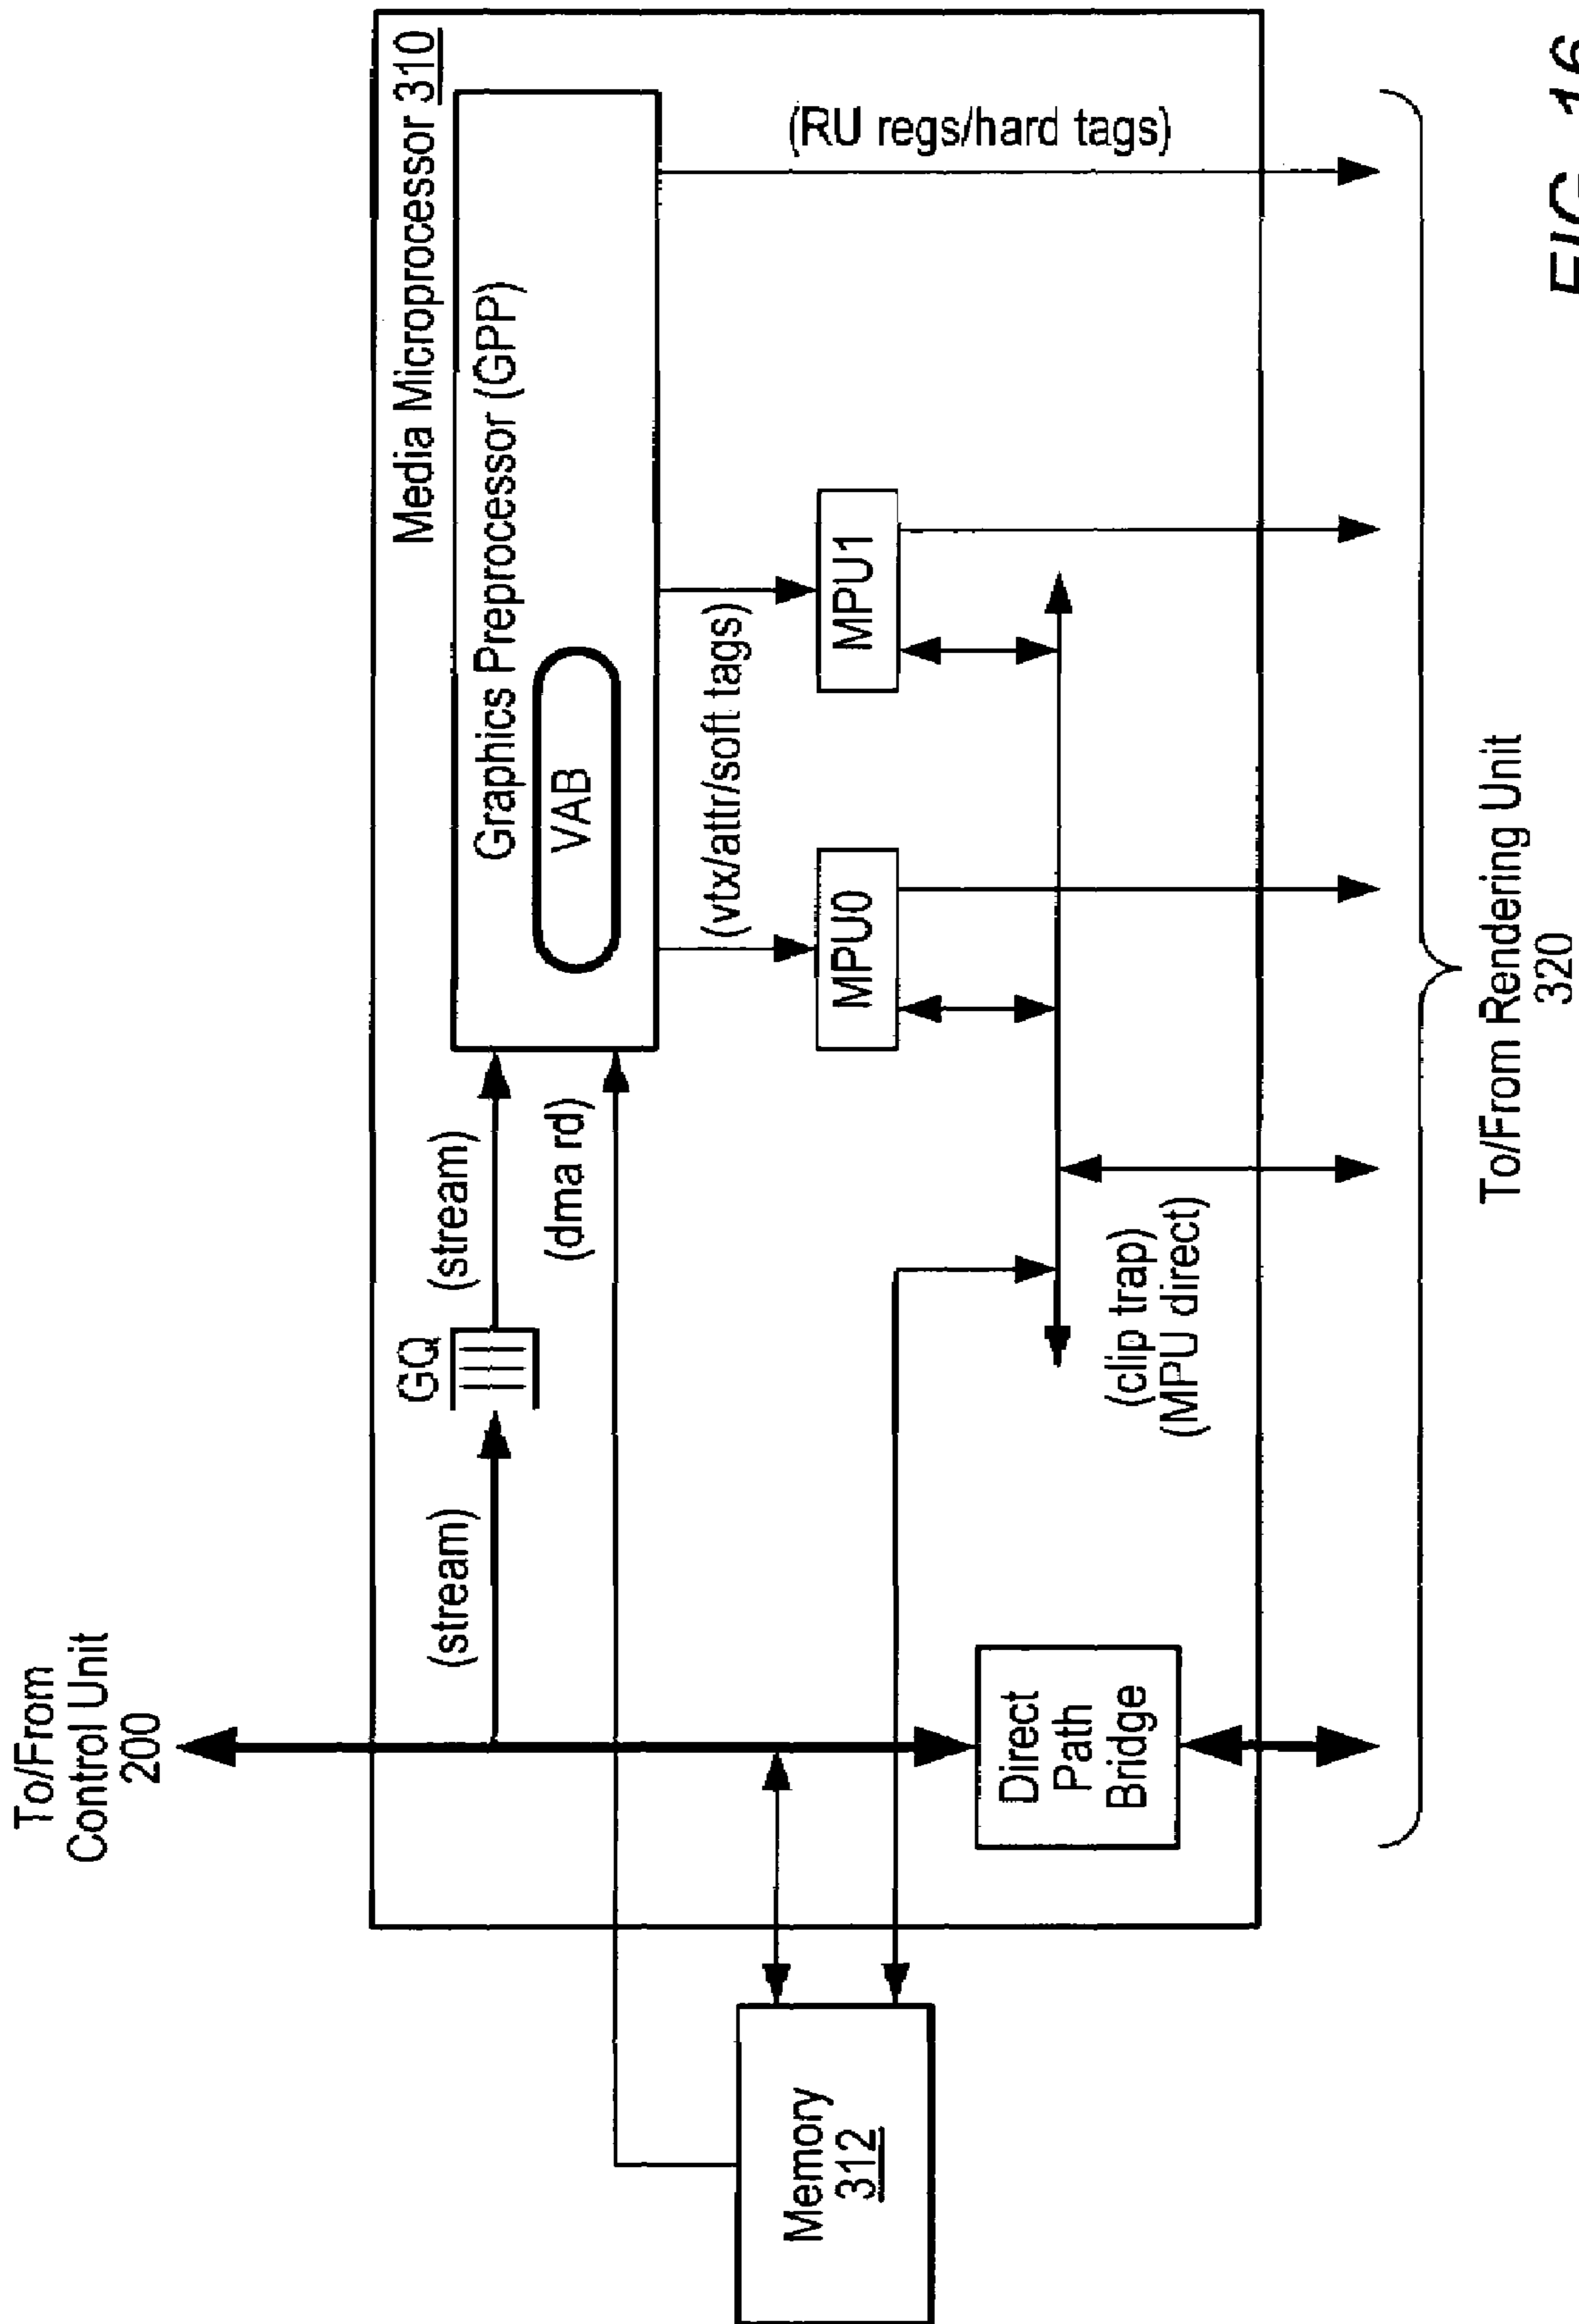 To/From
Control Unit
200
Media Microprocessor 310
(stream)
GQ
(stream)
Graphics Preprocessor (GPP)
VAB
(dma rd)
(vtx/attr/soft tags)
(RU regs/hard tags)
Memory
312
MPU0
MPU1
Direct
Path
Bridge
(clip trap)
(MPU direct)
To/From Rendering Unit
320
FIG. 16